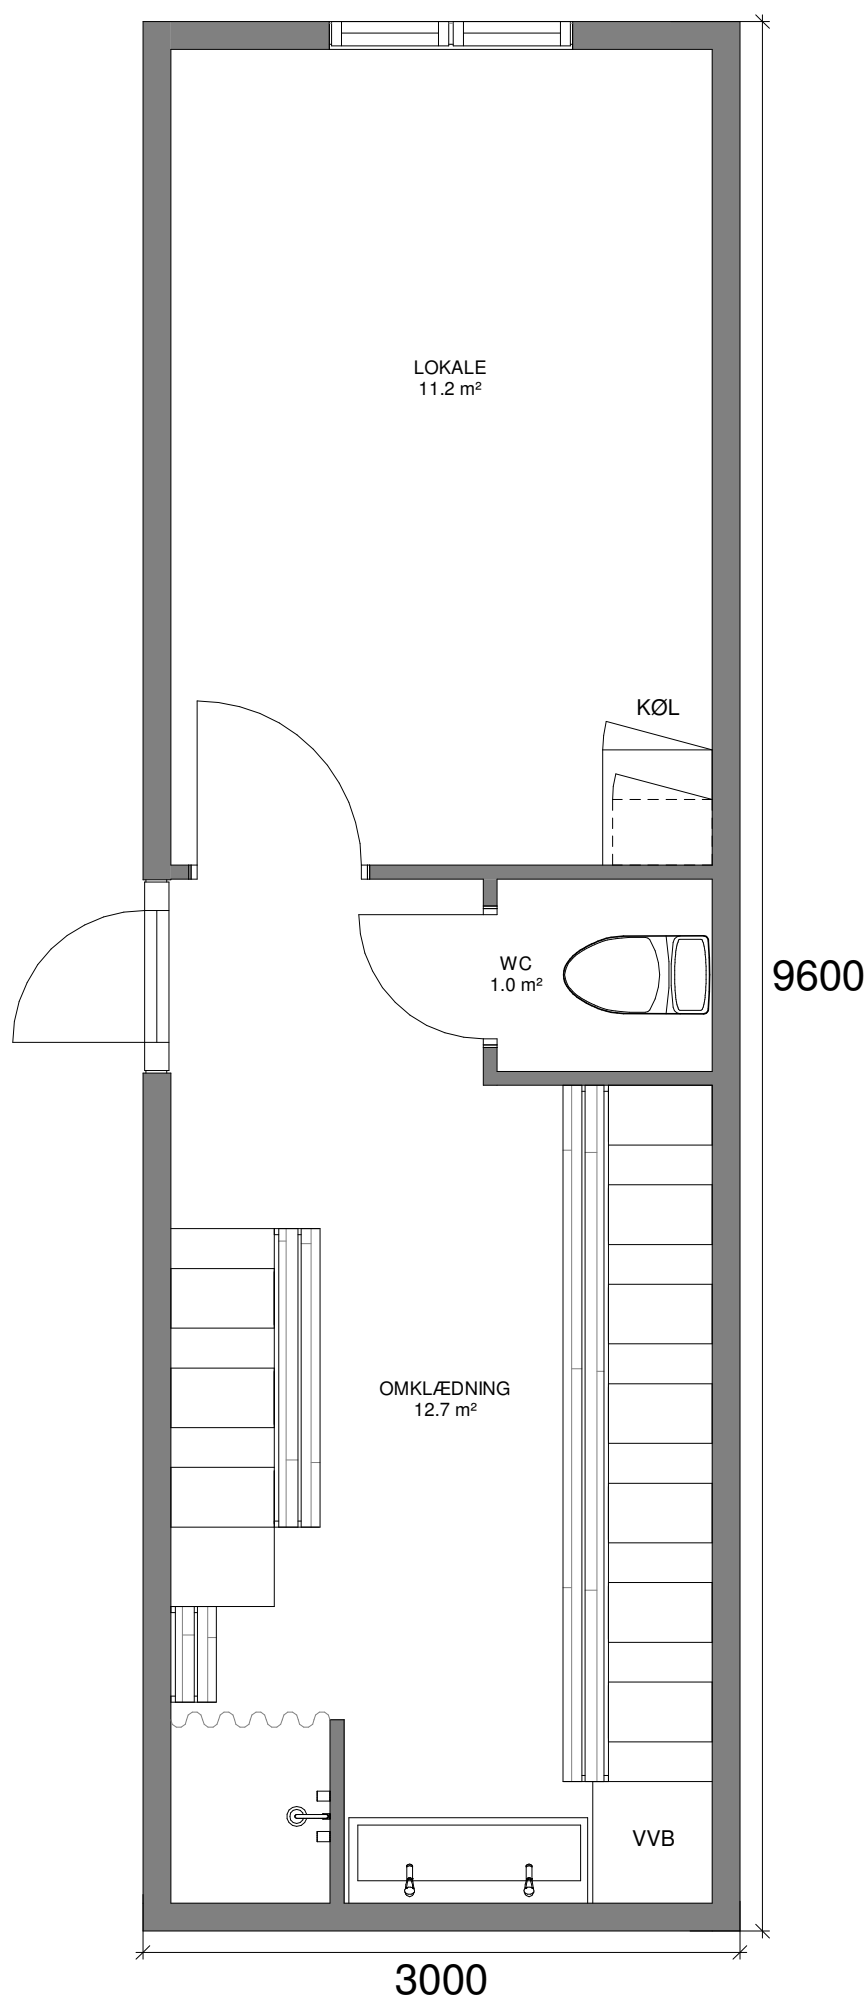 LOKALE
11.2 m²
KØL
WC
1.0 m²
9600
OMKLÆDNING
12.7 m²
VVB
3000